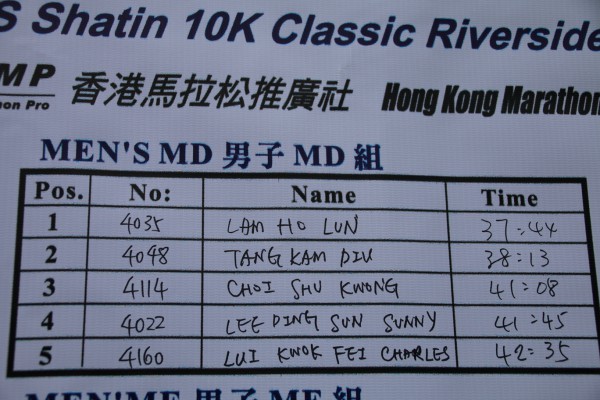 S Shatin 10K Classic Riverside
MP 香港馬拉松推廣社 Hong Kong Marathon
hon Pro
MEN'S MD 男子 MD 組
Pos. No: Name Time
1 4035 LAM HO LUN 37:44
2 4048 TANG KAM DIU 38:13
3 4114 CHOI SHU KWONG 41:08
4 4022 LEE DING SUN SUNNY 41:45
5 4160 LUI KWOK FEI CHARLES 42:35
MEN'ME 男子 ME 組